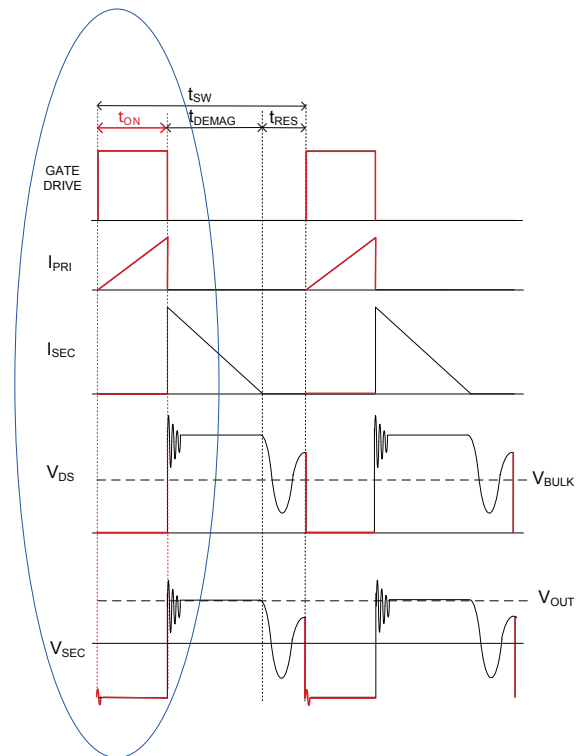 tSW
tON tDEMAG tRES
GATE
DRIVE
IPRI
ISEC
VDS
VBULK
VOUT
VSEC